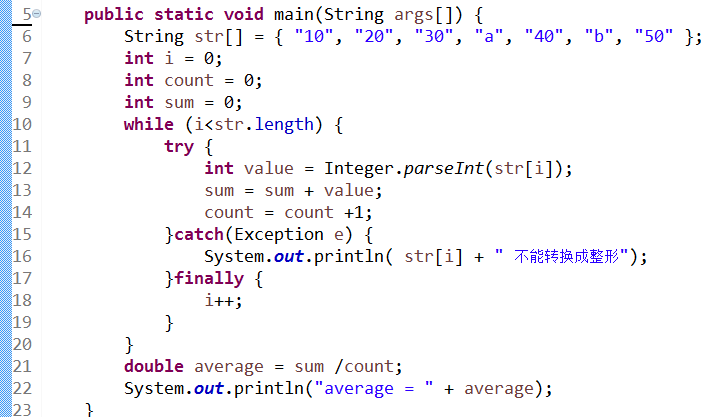 5 public static void main(String args[]) {
6 String str[] = { "10", "20", "30", "a", "40", "b", "50" };
7 int i = 0;
8 int count = 0;
9 int sum = 0;
10 while (i<str.length) {
11 try {
12 int value = Integer.parseInt(str[i]);
13 sum = sum + value;
14 count = count +1;
15 }catch(Exception e) {
16 System.out.println( str[i] + " 不能转换成整形");
17 }finally {
18 i++;
19 }
20 }
21 double average = sum /count;
22 System.out.println("average = " + average);
23 }